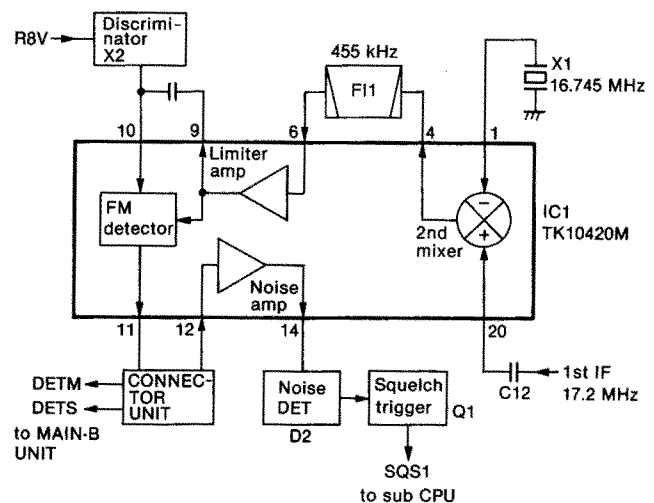 R8V
Discrimi-
nator
X2
455 kHz
FI1
X1
16.745 MHz
10
9
6
4
1
Limiter
amp
FM
detector
2nd
mixer
−
+
IC1
TK10420M
Noise
amp
11
12
14
20
DETM
DETS
to MAIN-B
UNIT
CONNEC-
TOR
UNIT
Noise
DET
D2
Squelch
trigger
Q1
C12
1st IF
17.2 MHz
SQS1
to sub CPU